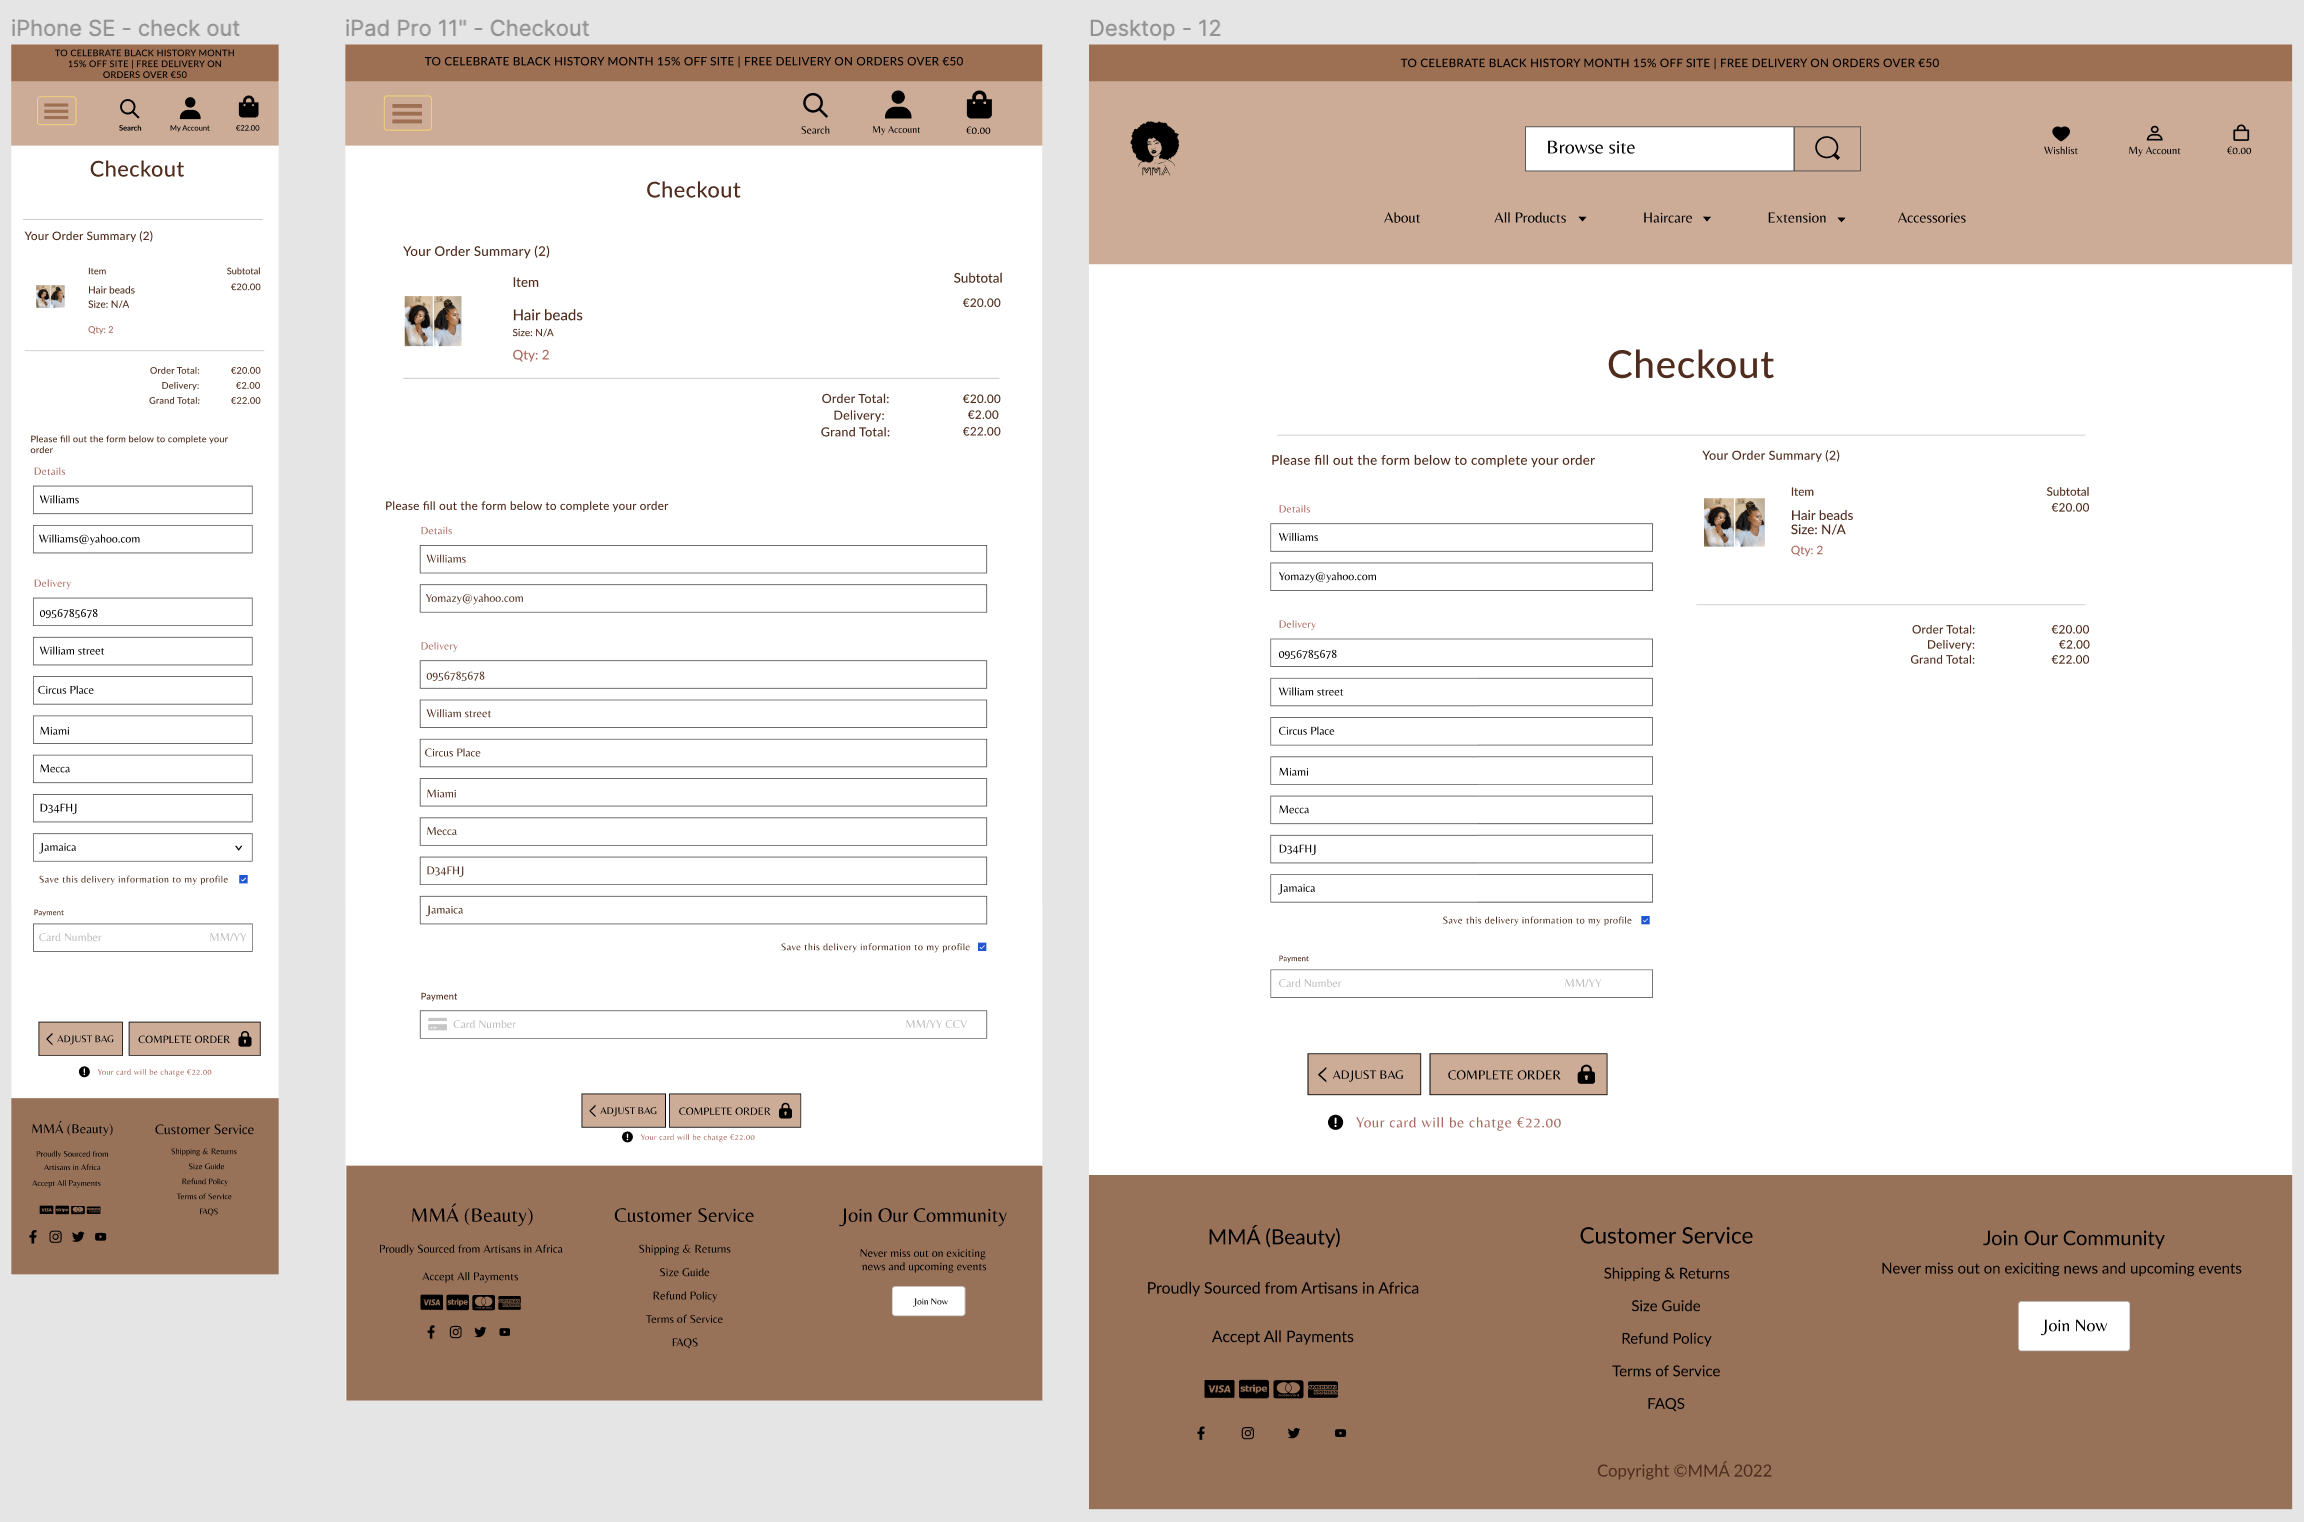 iPhone SE - check out
TO CELEBRATE BLACK HISTORY MONTH
15% OFF SITE | FREE DELIVERY ON
ORDERS OVER €50
Search
My Account
€22.00
Checkout
Your Order Summary (2)
Item
Subtotal
Hair beads
€20.00
Size: N/A
Qty: 2
Order Total: €20.00
Delivery: €2.00
Grand Total: €22.00
Please fill out the form below to complete your
order
Details
Williams
Williams@yahoo.com
Delivery
0956785678
William street
Circus Place
Miami
Mecca
D34FHJ
Jamaica
Save this delivery information to my profile
Payment
Card Number MM/YY
ADJUST BAG
COMPLETE ORDER
Your card will be chatge €22.00
MMÁ (Beauty)
Proudly Sourced from
Artisans in Africa
Accept All Payments
VISA stripe
Customer Service
Shipping & Returns
Size Guide
Refund Policy
Terms of Service
FAQS
iPad Pro 11" - Checkout
TO CELEBRATE BLACK HISTORY MONTH 15% OFF SITE | FREE DELIVERY ON ORDERS OVER €50
Search
My Account
€0.00
Checkout
Your Order Summary (2)
Item
Subtotal
Hair beads
€20.00
Size: N/A
Qty: 2
Order Total: €20.00
Delivery: €2.00
Grand Total: €22.00
Please fill out the form below to complete your order
Details
Williams
Yomazy@yahoo.com
Delivery
0956785678
William street
Circus Place
Miami
Mecca
D34FHJ
Jamaica
Save this delivery information to my profile
Payment
Card Number MM/YY CCV
ADJUST BAG
COMPLETE ORDER
Your card will be chatge €22.00
MMÁ (Beauty)
Proudly Sourced from Artisans in Africa
Accept All Payments
VISA stripe
Customer Service
Shipping & Returns
Size Guide
Refund Policy
Terms of Service
FAQS
Join Our Community
Never miss out on exiciting
news and upcoming events
Join Now
Desktop - 12
TO CELEBRATE BLACK HISTORY MONTH 15% OFF SITE | FREE DELIVERY ON ORDERS OVER €50
MMÁ
Browse site
Wishlist
My Account
€0.00
About
All Products
Haircare
Extension
Accessories
Checkout
Please fill out the form below to complete your order
Details
Williams
Yomazy@yahoo.com
Delivery
0956785678
William street
Circus Place
Miami
Mecca
D34FHJ
Jamaica
Save this delivery information to my profile
Payment
Card Number MM/YY
ADJUST BAG
COMPLETE ORDER
Your card will be chatge €22.00
Your Order Summary (2)
Item
Subtotal
Hair beads
€20.00
Size: N/A
Qty: 2
Order Total: €20.00
Delivery: €2.00
Grand Total: €22.00
MMÁ (Beauty)
Proudly Sourced from Artisans in Africa
Accept All Payments
VISA stripe
Customer Service
Shipping & Returns
Size Guide
Refund Policy
Terms of Service
FAQS
Join Our Community
Never miss out on exiciting news and upcoming events
Join Now
Copyright ©MMÁ 2022